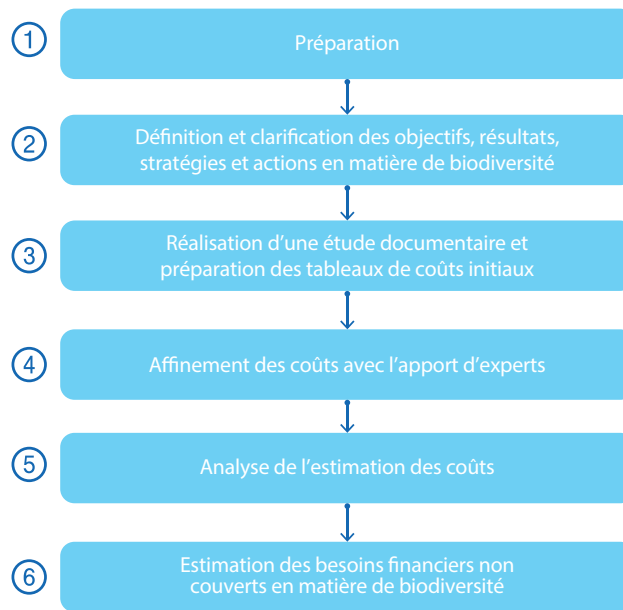 1
Préparation
2
Définition et clarification des objectifs, résultats,
stratégies et actions en matière de biodiversité
3
Réalisation d’une étude documentaire et
préparation des tableaux de coûts initiaux
4
Affinement des coûts avec l’apport d’experts
5
Analyse de l’estimation des coûts
6
Estimation des besoins financiers non
couverts en matière de biodiversité